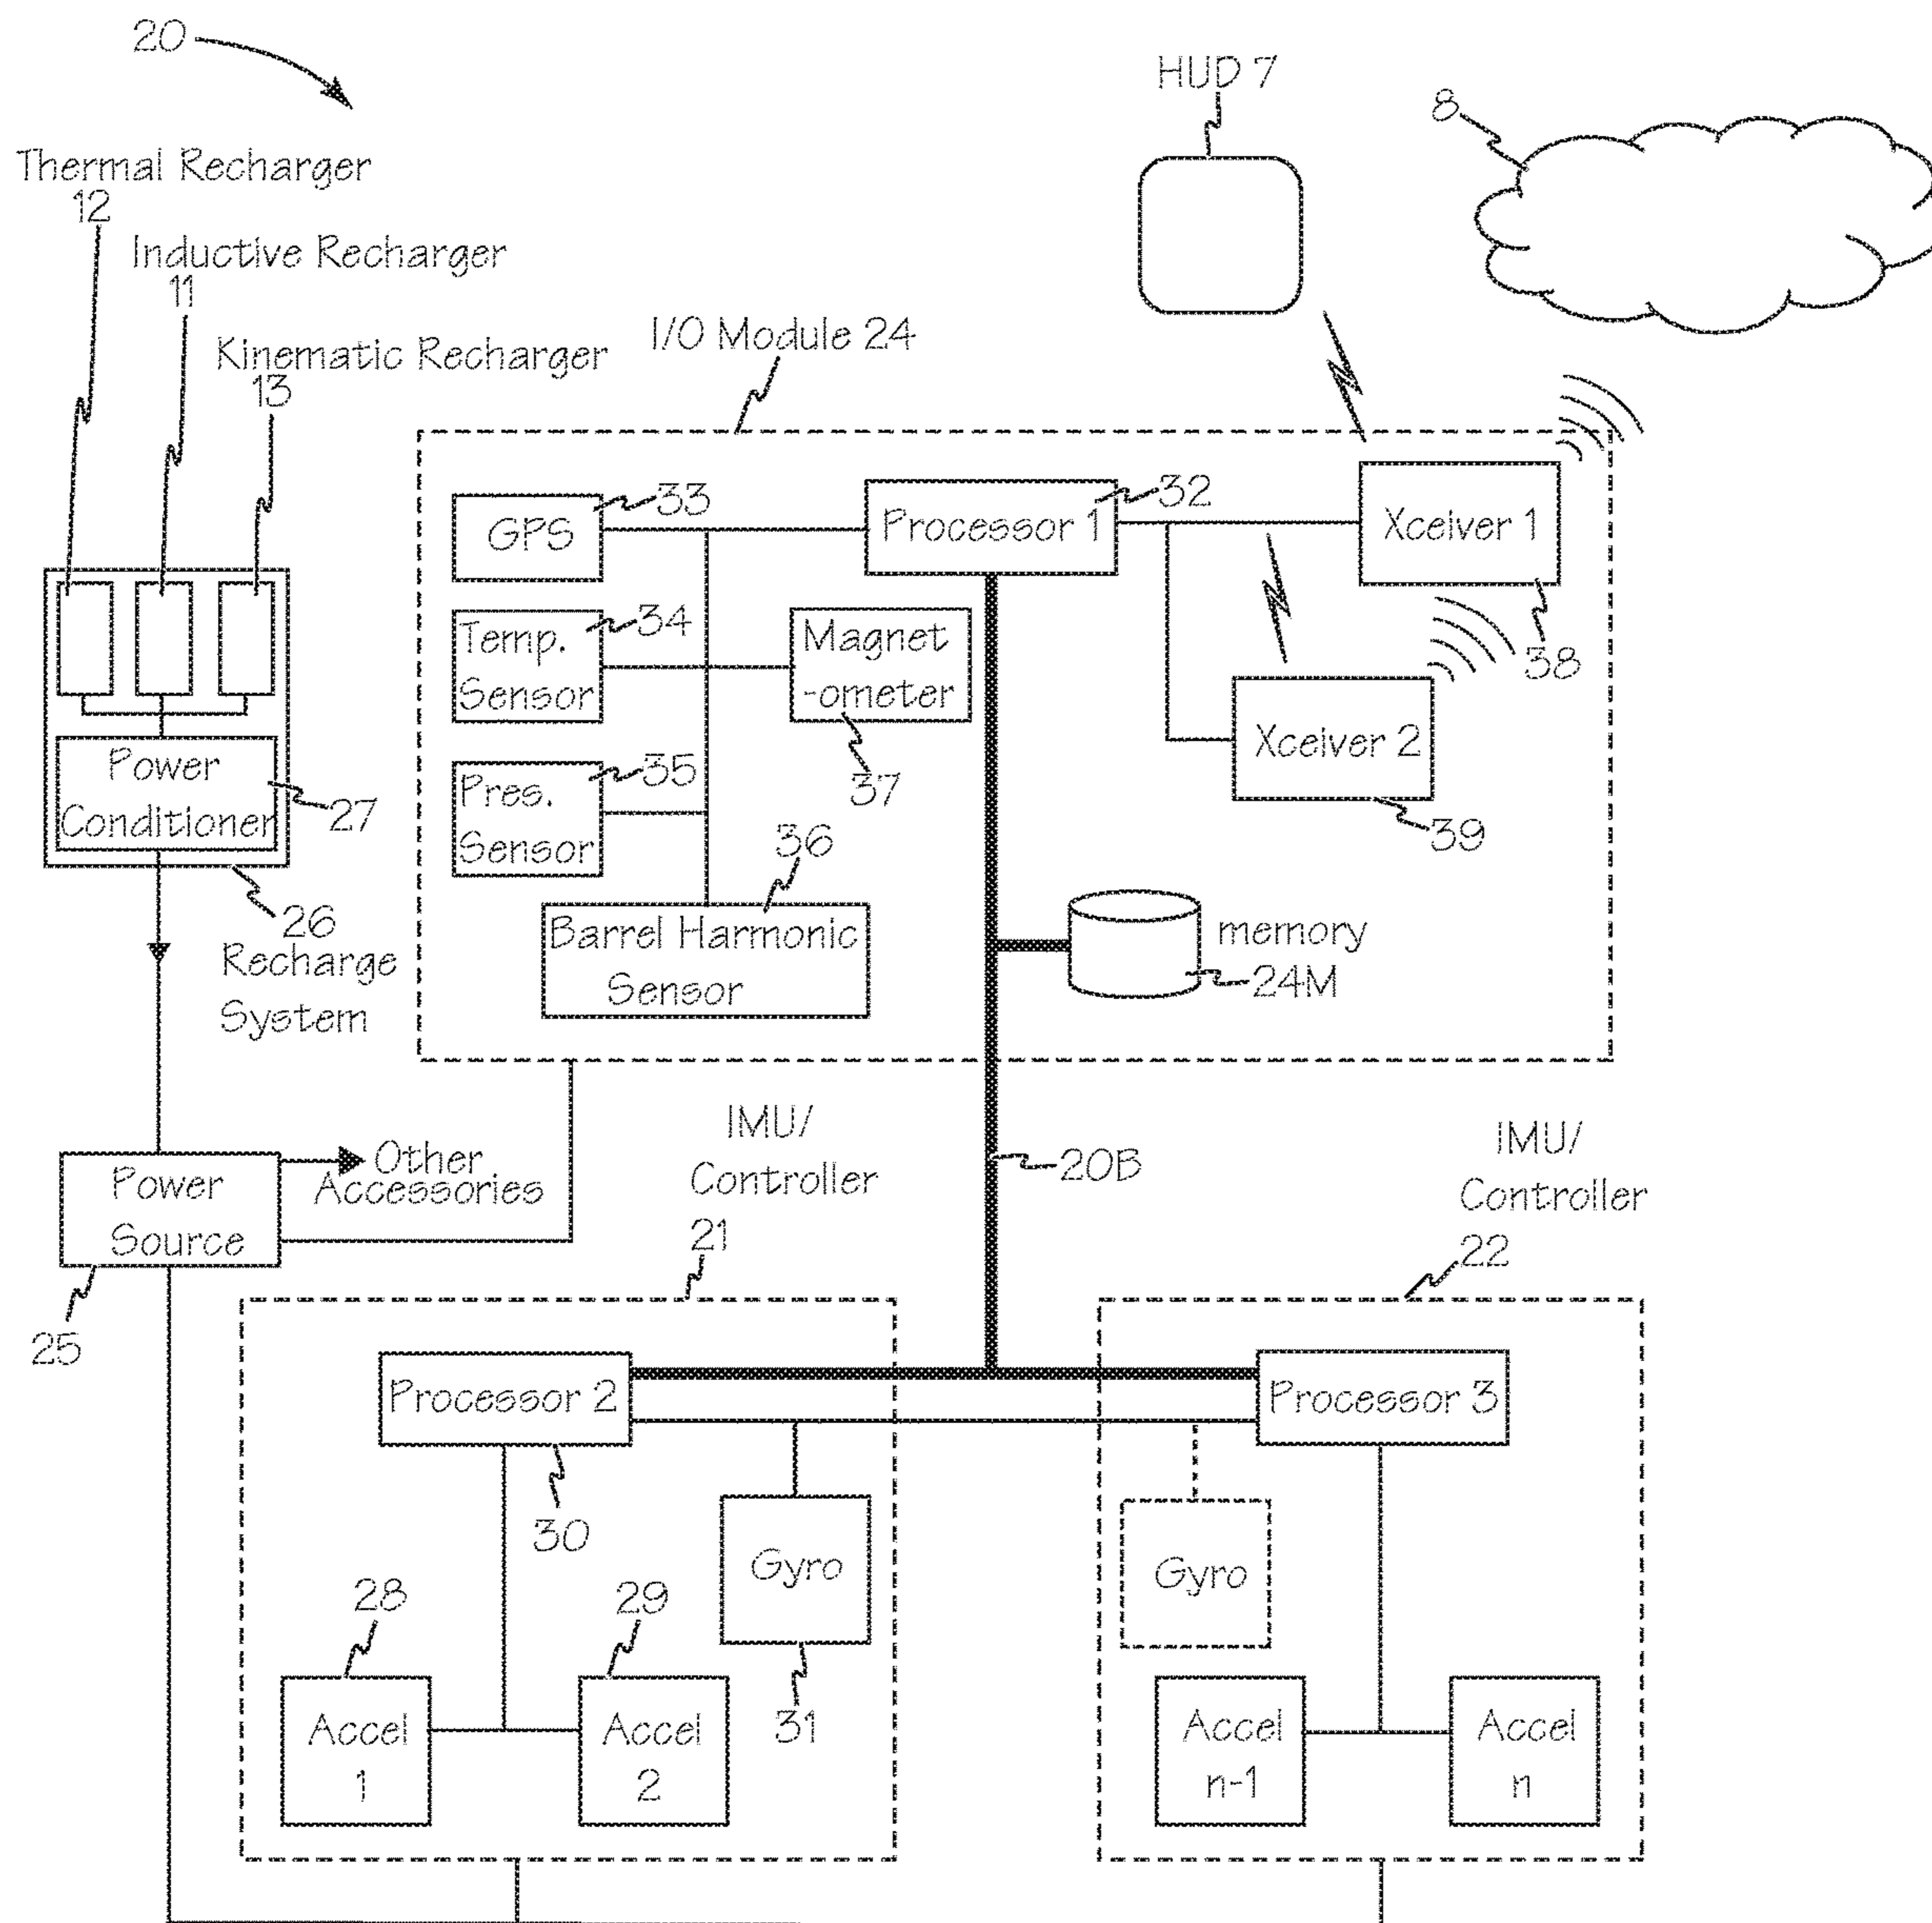 20
HUD 7
8
Thermal Recharger
12
Inductive Recharger
11
Kinematic Recharger
13
I/O Module 24
33
GPS
Processor 1
32
Xceiver 1
38
34
Temp.
Sensor
Magnet
-ometer
37
Xceiver 2
39
35
Pres.
Sensor
Power
Conditioner
27
36
Barrel Harmonic
Sensor
memory
24M
26
Recharge
System
Power
Source
25
Other
Accessories
IMU/
Controller
21
20B
IMU/
Controller
22
Processor 2
30
Processor 3
Gyro
31
Gyro
28
Accel
1
29
Accel
2
Accel
n-1
Accel
n